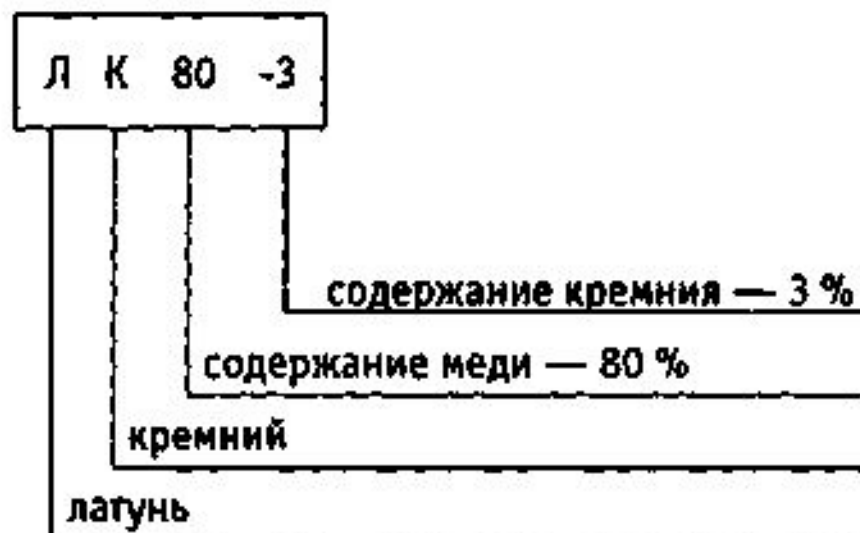 Л К 80 -3
содержание кремния — 3 %
содержание меди — 80 %
кремний
латунь